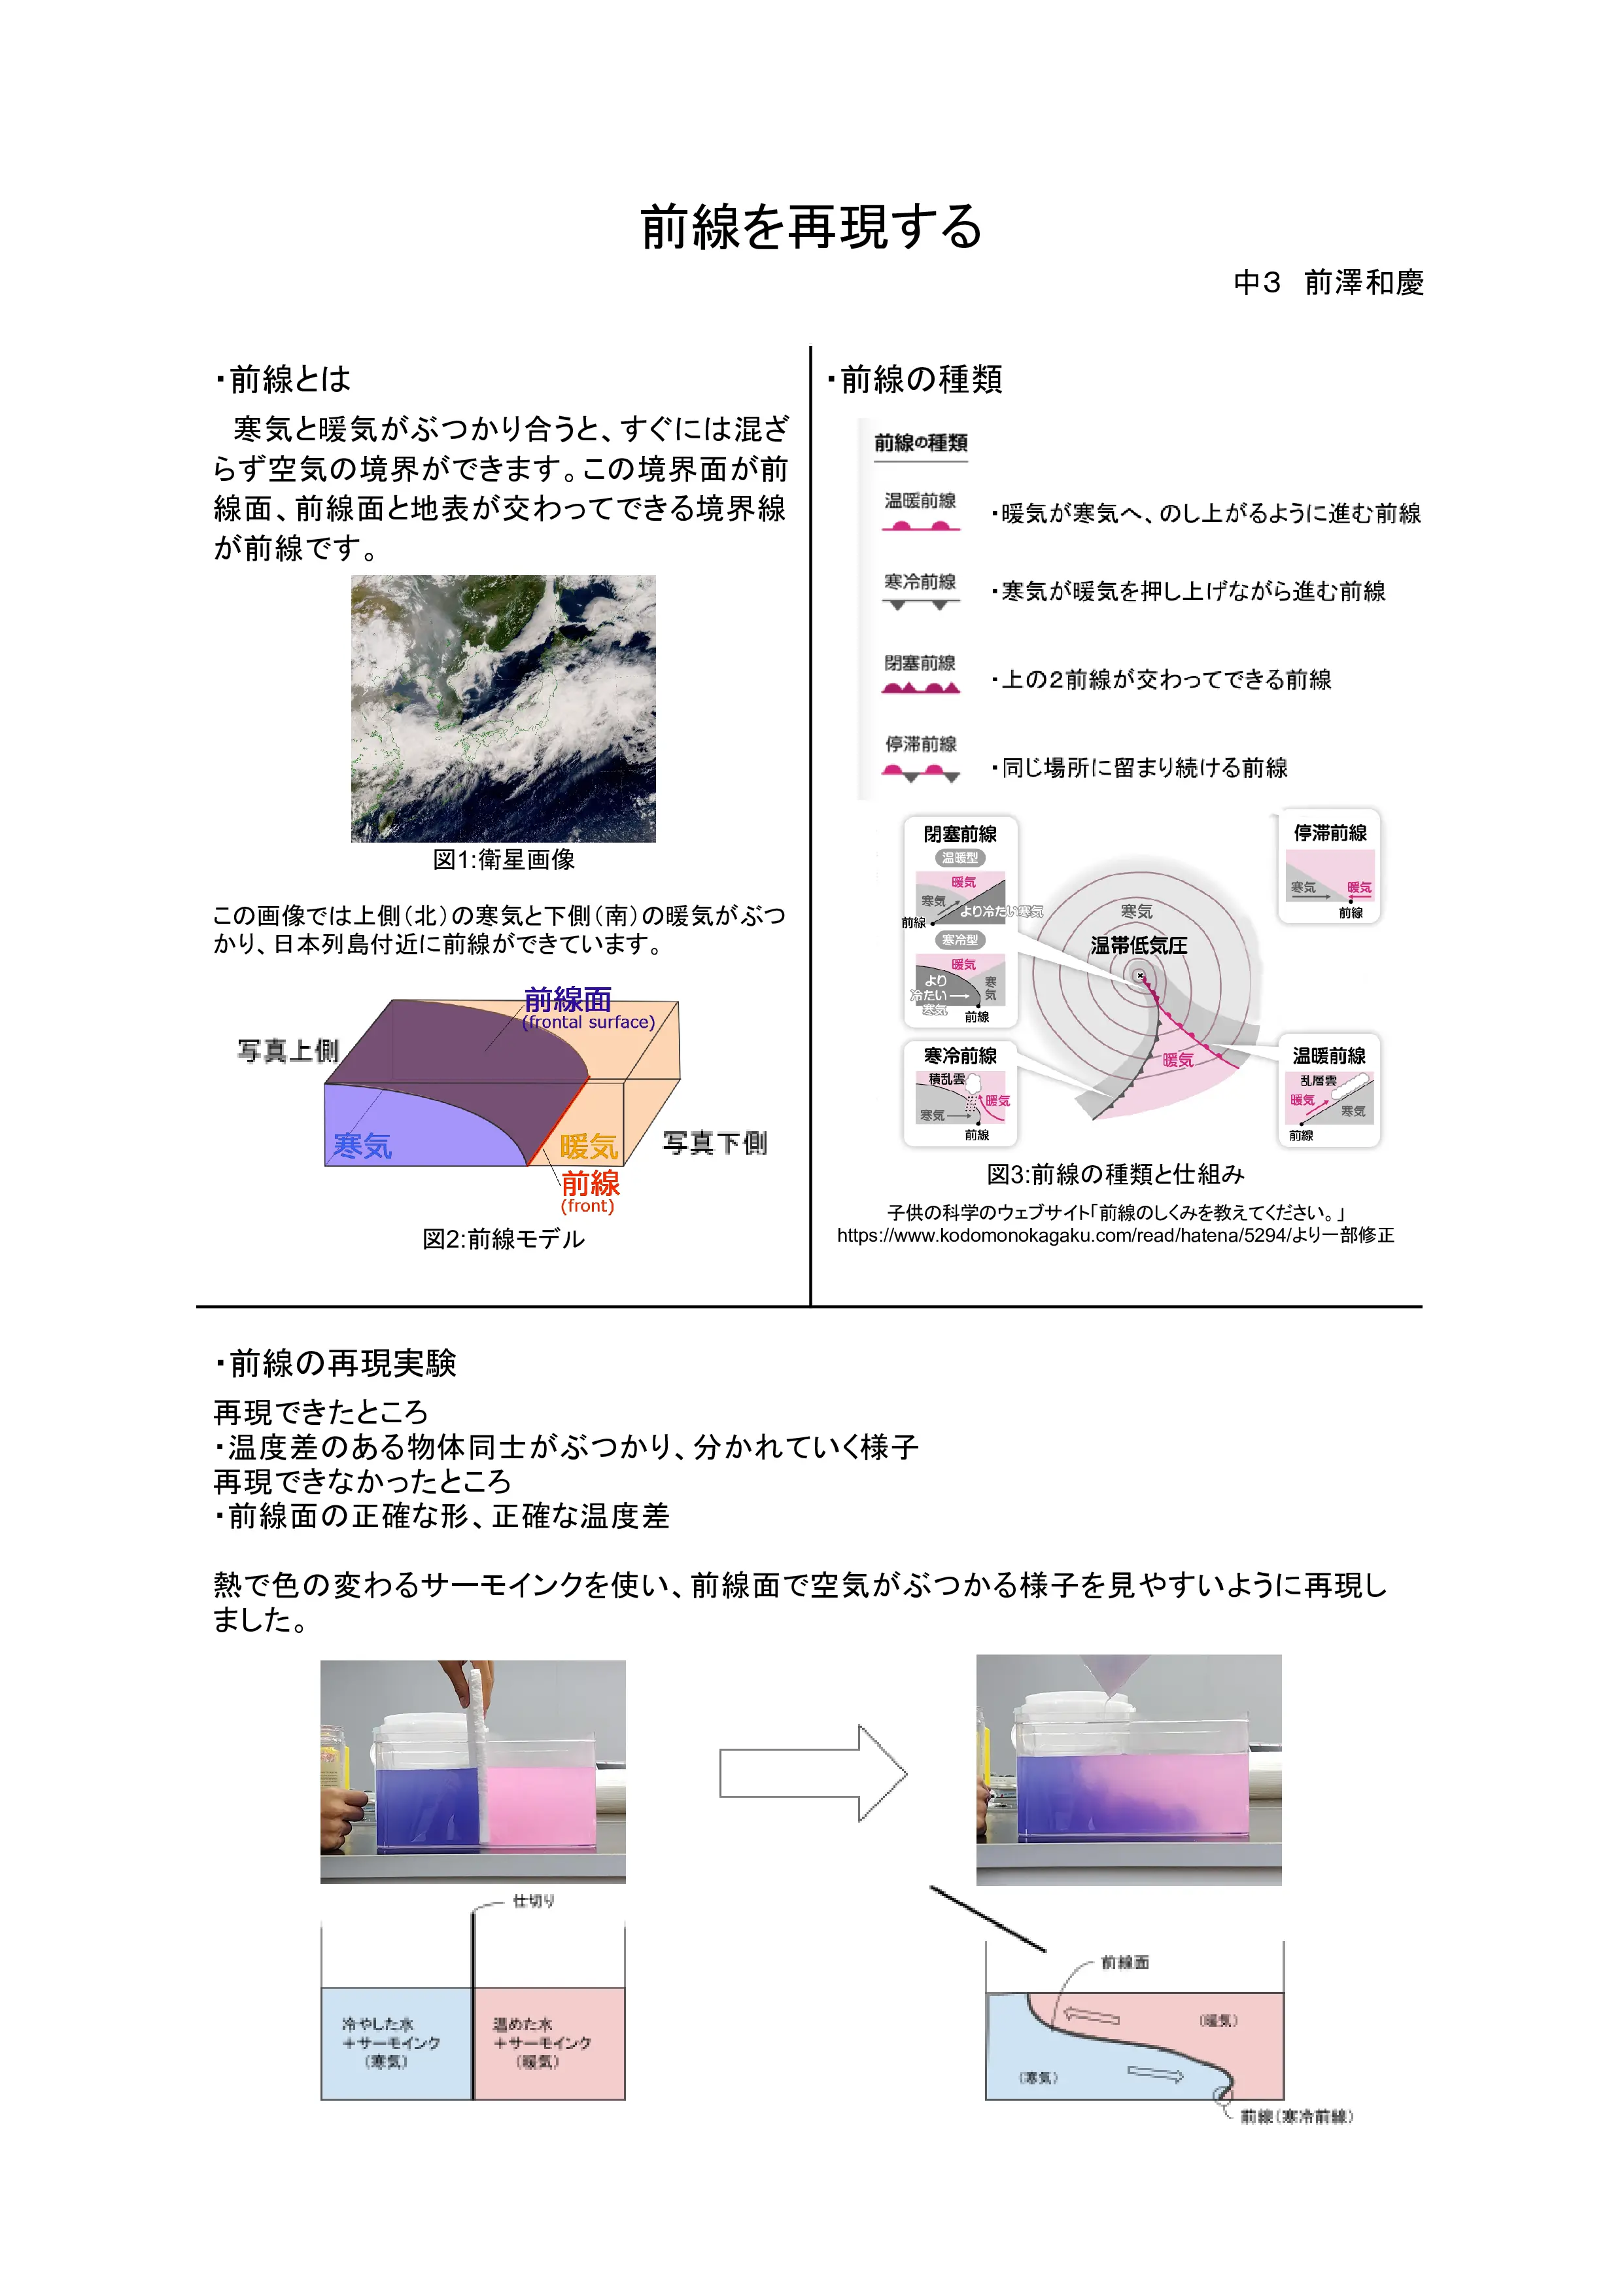 前線を再現する
中3　前澤和慶
・前線とは
寒気と暖気がぶつかり合うと、すぐには混ざ
らず空気の境界ができます。この境界面が前
線面、前線面と地表が交わってできる境界線
が前線です。
図1:衛星画像
この画像では上側（北）の寒気と下側（南）の暖気がぶつ
かり、日本列島付近に前線ができています。
前線面
(frontal surface)
写真上側
寒気
暖気
写真下側
前線
(front)
図2:前線モデル
・前線の種類
前線の種類
温暖前線
・暖気が寒気へ、のし上がるように進む前線
寒冷前線
・寒気が暖気を押し上げながら進む前線
閉塞前線
・上の2前線が交わってできる前線
停滞前線
・同じ場所に留まり続ける前線
閉塞前線
温暖型
暖気
寒気
より冷たい寒気
前線
寒冷型
暖気
より
冷たい
寒気
寒
気
前線
寒気
温帯低気圧
暖気
停滞前線
寒気
暖気
前線
寒冷前線
積乱雲
暖気
寒気
前線
温暖前線
乱層雲
暖気
寒気
前線
図3:前線の種類と仕組み
子供の科学のウェブサイト「前線のしくみを教えてください。」
https://www.kodomonokagaku.com/read/hatena/5294/より一部修正
・前線の再現実験
再現できたところ
・温度差のある物体同士がぶつかり、分かれていく様子
再現できなかったところ
・前線面の正確な形、正確な温度差
熱で色の変わるサーモインクを使い、前線面で空気がぶつかる様子を見やすいように再現し
ました。
仕切り
冷やした水
＋サーモインク
（寒気）
温めた水
＋サーモインク
（暖気）
前線面
（暖気）
（寒気）
前線（寒冷前線）